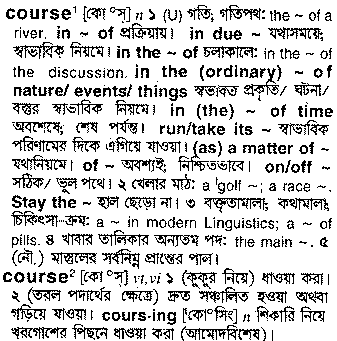 course¹ [কোᵒস্] n ১ (U) গতি; গতিপথ: the ~ of a
river. in ~ of প্রক্রিয়ায়। in due ~ যথাসময়ে;
স্বাভাবিক নিয়মে। in the ~ of চলাকালে: in the ~ of
the discussion. in the (ordinary) ~ of
nature/ events/ things স্বভাবত প্রকৃতি/ ঘটনা/
বস্তুর স্বাভাবিক নিয়মে। in (the) ~ of time
অবশেষে; শেষ পর্যন্ত। run/take its ~ স্বাভাবিক
পরিণামের দিকে এগিয়ে যাওয়া। (as) a matter of ~
যথানিয়মে। of ~ অবশ্যই; নিশ্চিতভাবে। on/off ~
সঠিক/ ভুল পথে। ২ খেলার মাঠ: a 'golf ~; a race ~.
Stay the ~ হাল ছেড়ো না। ৩ বক্তৃতামালা; কথামালা;
চিকিৎসা-ক্রম: a ~ in modern Linguistics; a ~ of
pills. ৪ খাবার তালিকার অন্যতম পদ: the main ~. ৫
(নৌ.) মাস্তুলের সর্বনিম্ন প্রান্তের পাল।
course² [কোᵒস্] vt,vi ১ (কুকুর নিয়ে) ধাওয়া করা।
২ (তরল পদার্থের ক্ষেত্রে) দ্রুত সঞ্চালিত হওয়া অথবা
গড়িয়ে যাওয়া। cours-ing ['কোᵒসিং] n শিকারি নিয়ে
খরগোশের পিছনে ধাওয়া করা (আমোদবিশেষ)।